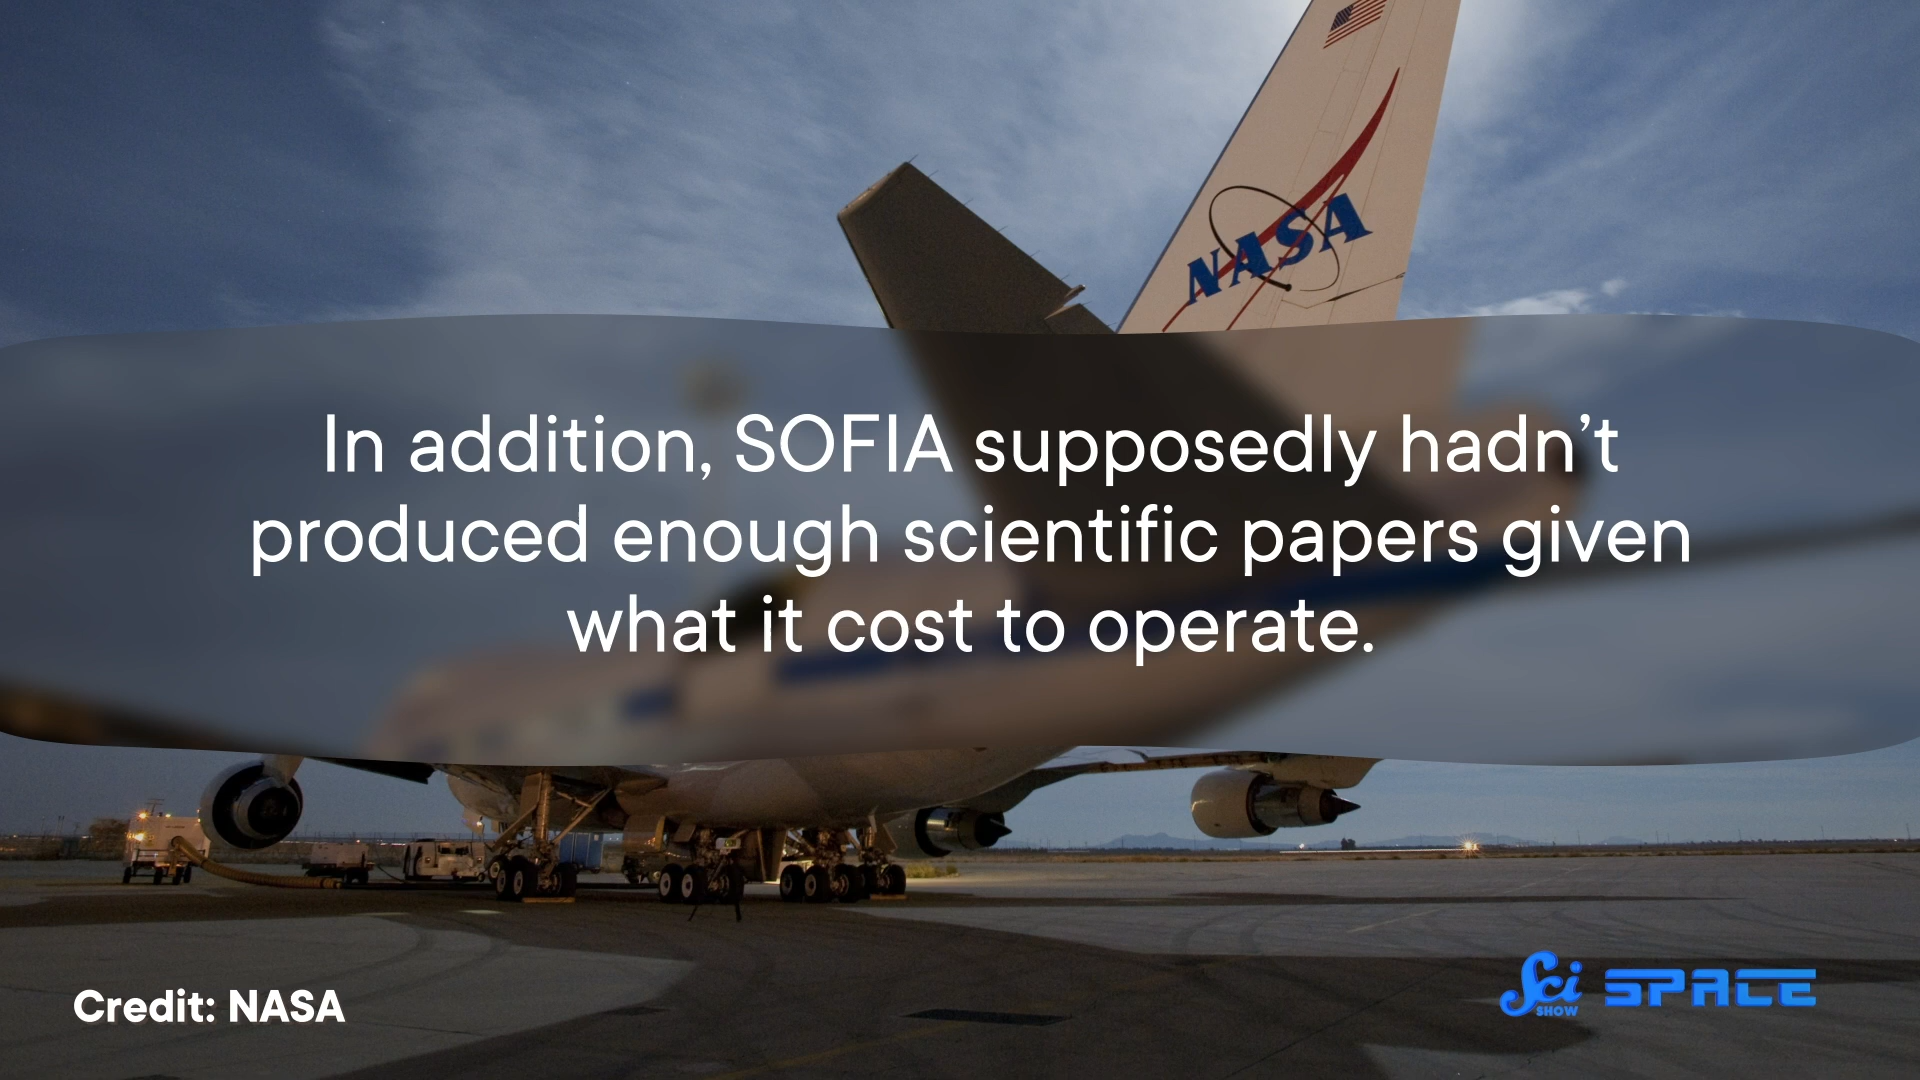 NASA
In addition, SOFIA supposedly hadn’t
produced enough scientific papers given
what it cost to operate.
Credit: NASA
Sci SHOW SPACE